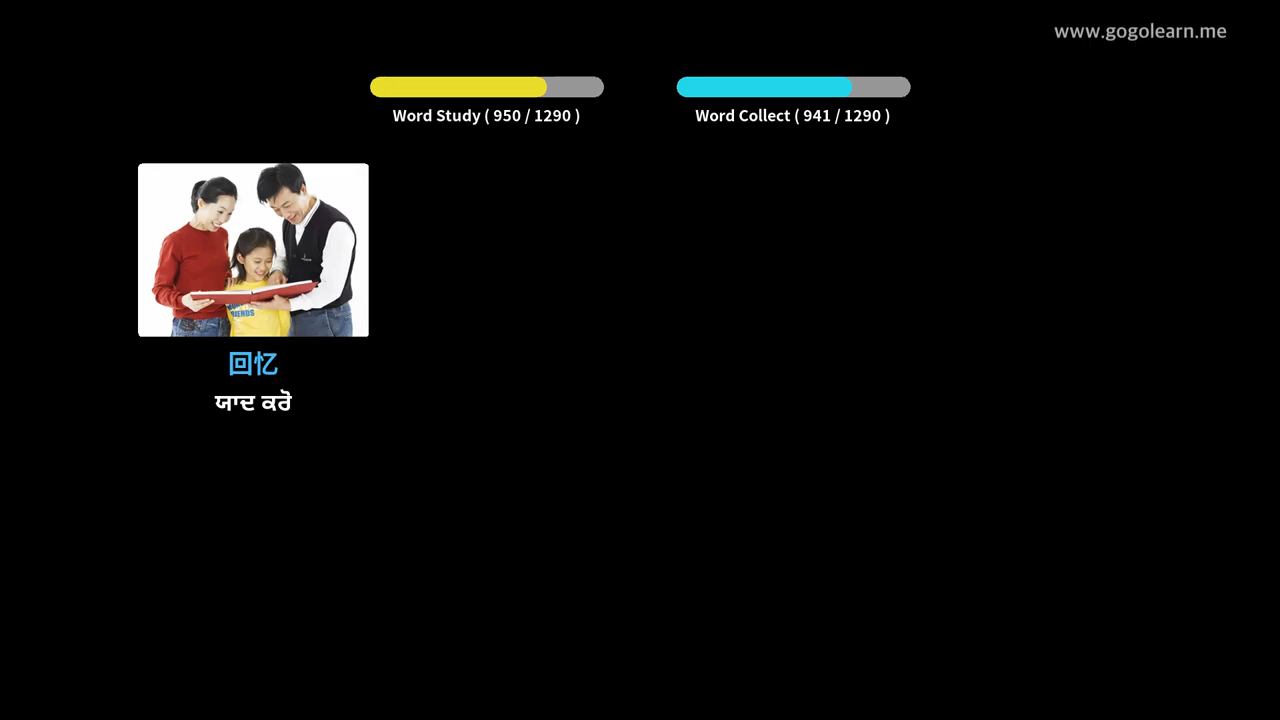 www.gogolearn.me
Word Study ( 950 / 1290 )
Word Collect ( 941 / 1290 )
回忆
ਯਾਦ ਕਰੋ